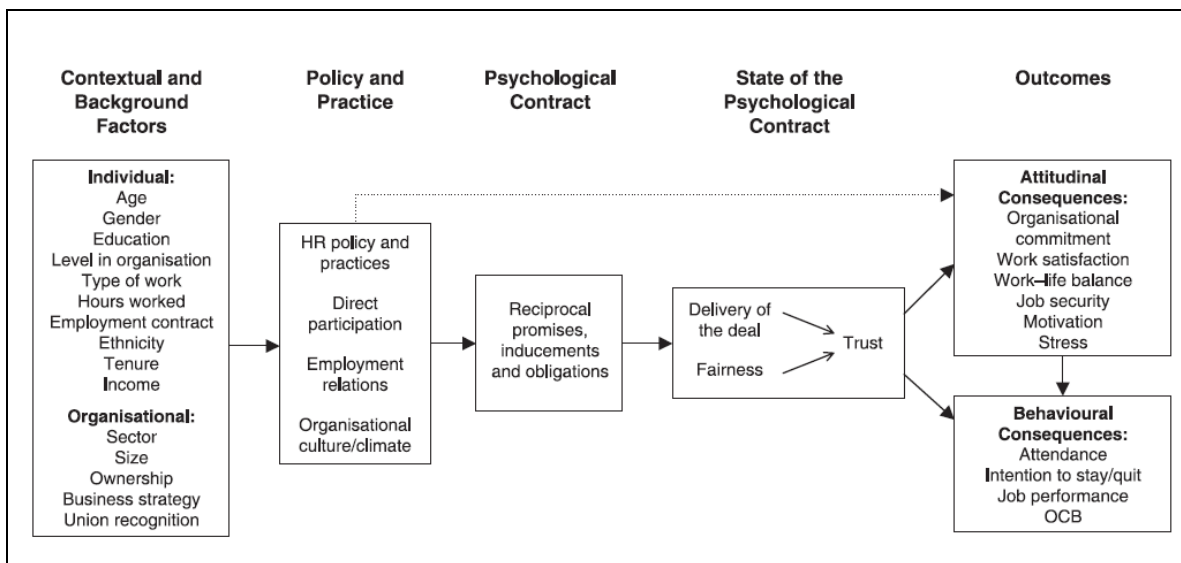 Contextual and
Background
Factors
Policy and
Practice
Psychological
Contract
State of the
Psychological
Contract
Outcomes
Individual:
Age
Gender
Education
Level in organisation
Type of work
Hours worked
Employment contract
Ethnicity
Tenure
Income
Organisational:
Sector
Size
Ownership
Business strategy
Union recognition
HR policy and
practices
Direct
participation
Employment
relations
Organisational
culture/climate
Reciprocal
promises,
inducements
and obligations
Delivery of
the deal
Fairness
Trust
Attitudinal
Consequences:
Organisational
commitment
Work satisfaction
Work–life balance
Job security
Motivation
Stress
Behavioural
Consequences:
Attendance
Intention to stay/quit
Job performance
OCB